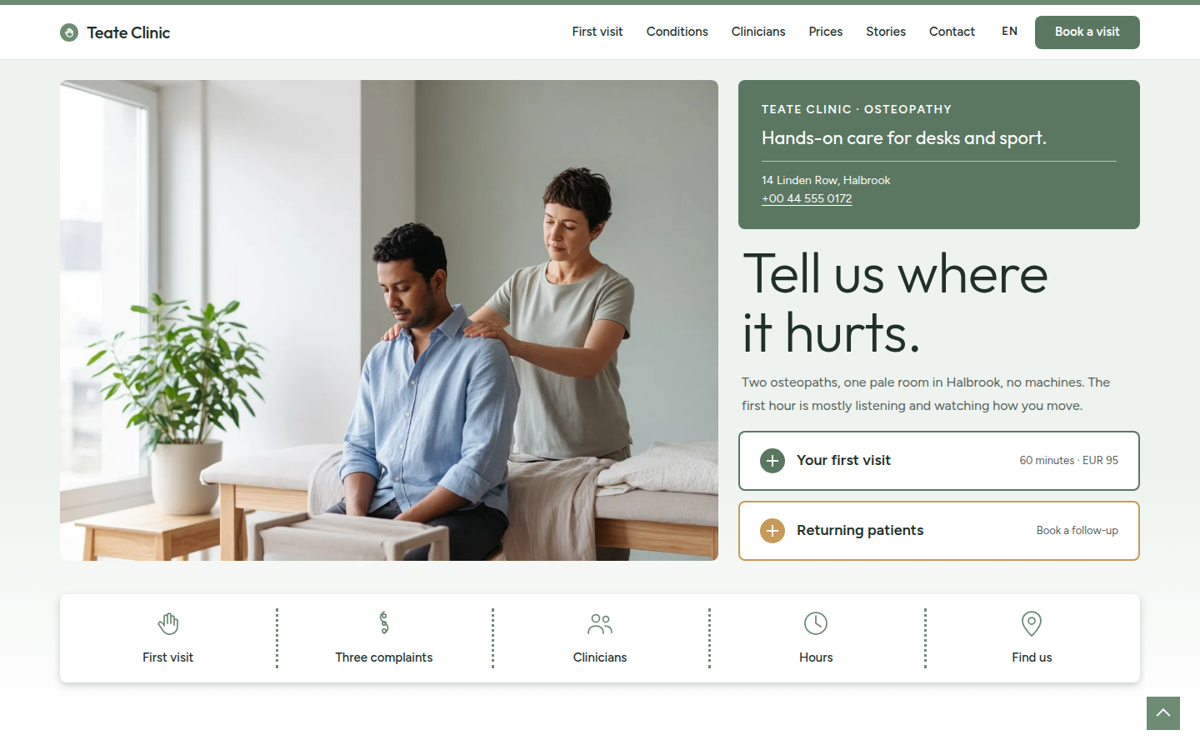 Teate Clinic
First visit
Conditions
Clinicians
Prices
Stories
Contact
EN
Book a visit
TEATE CLINIC · OSTEOPATHY
Hands-on care for desks and sport.
14 Linden Row, Halbrook
+00 44 555 0172
Tell us where
it hurts.
Two osteopaths, one pale room in Halbrook, no machines. The
first hour is mostly listening and watching how you move.
Your first visit
60 minutes · EUR 95
Returning patients
Book a follow-up
First visit
Three complaints
Clinicians
Hours
Find us